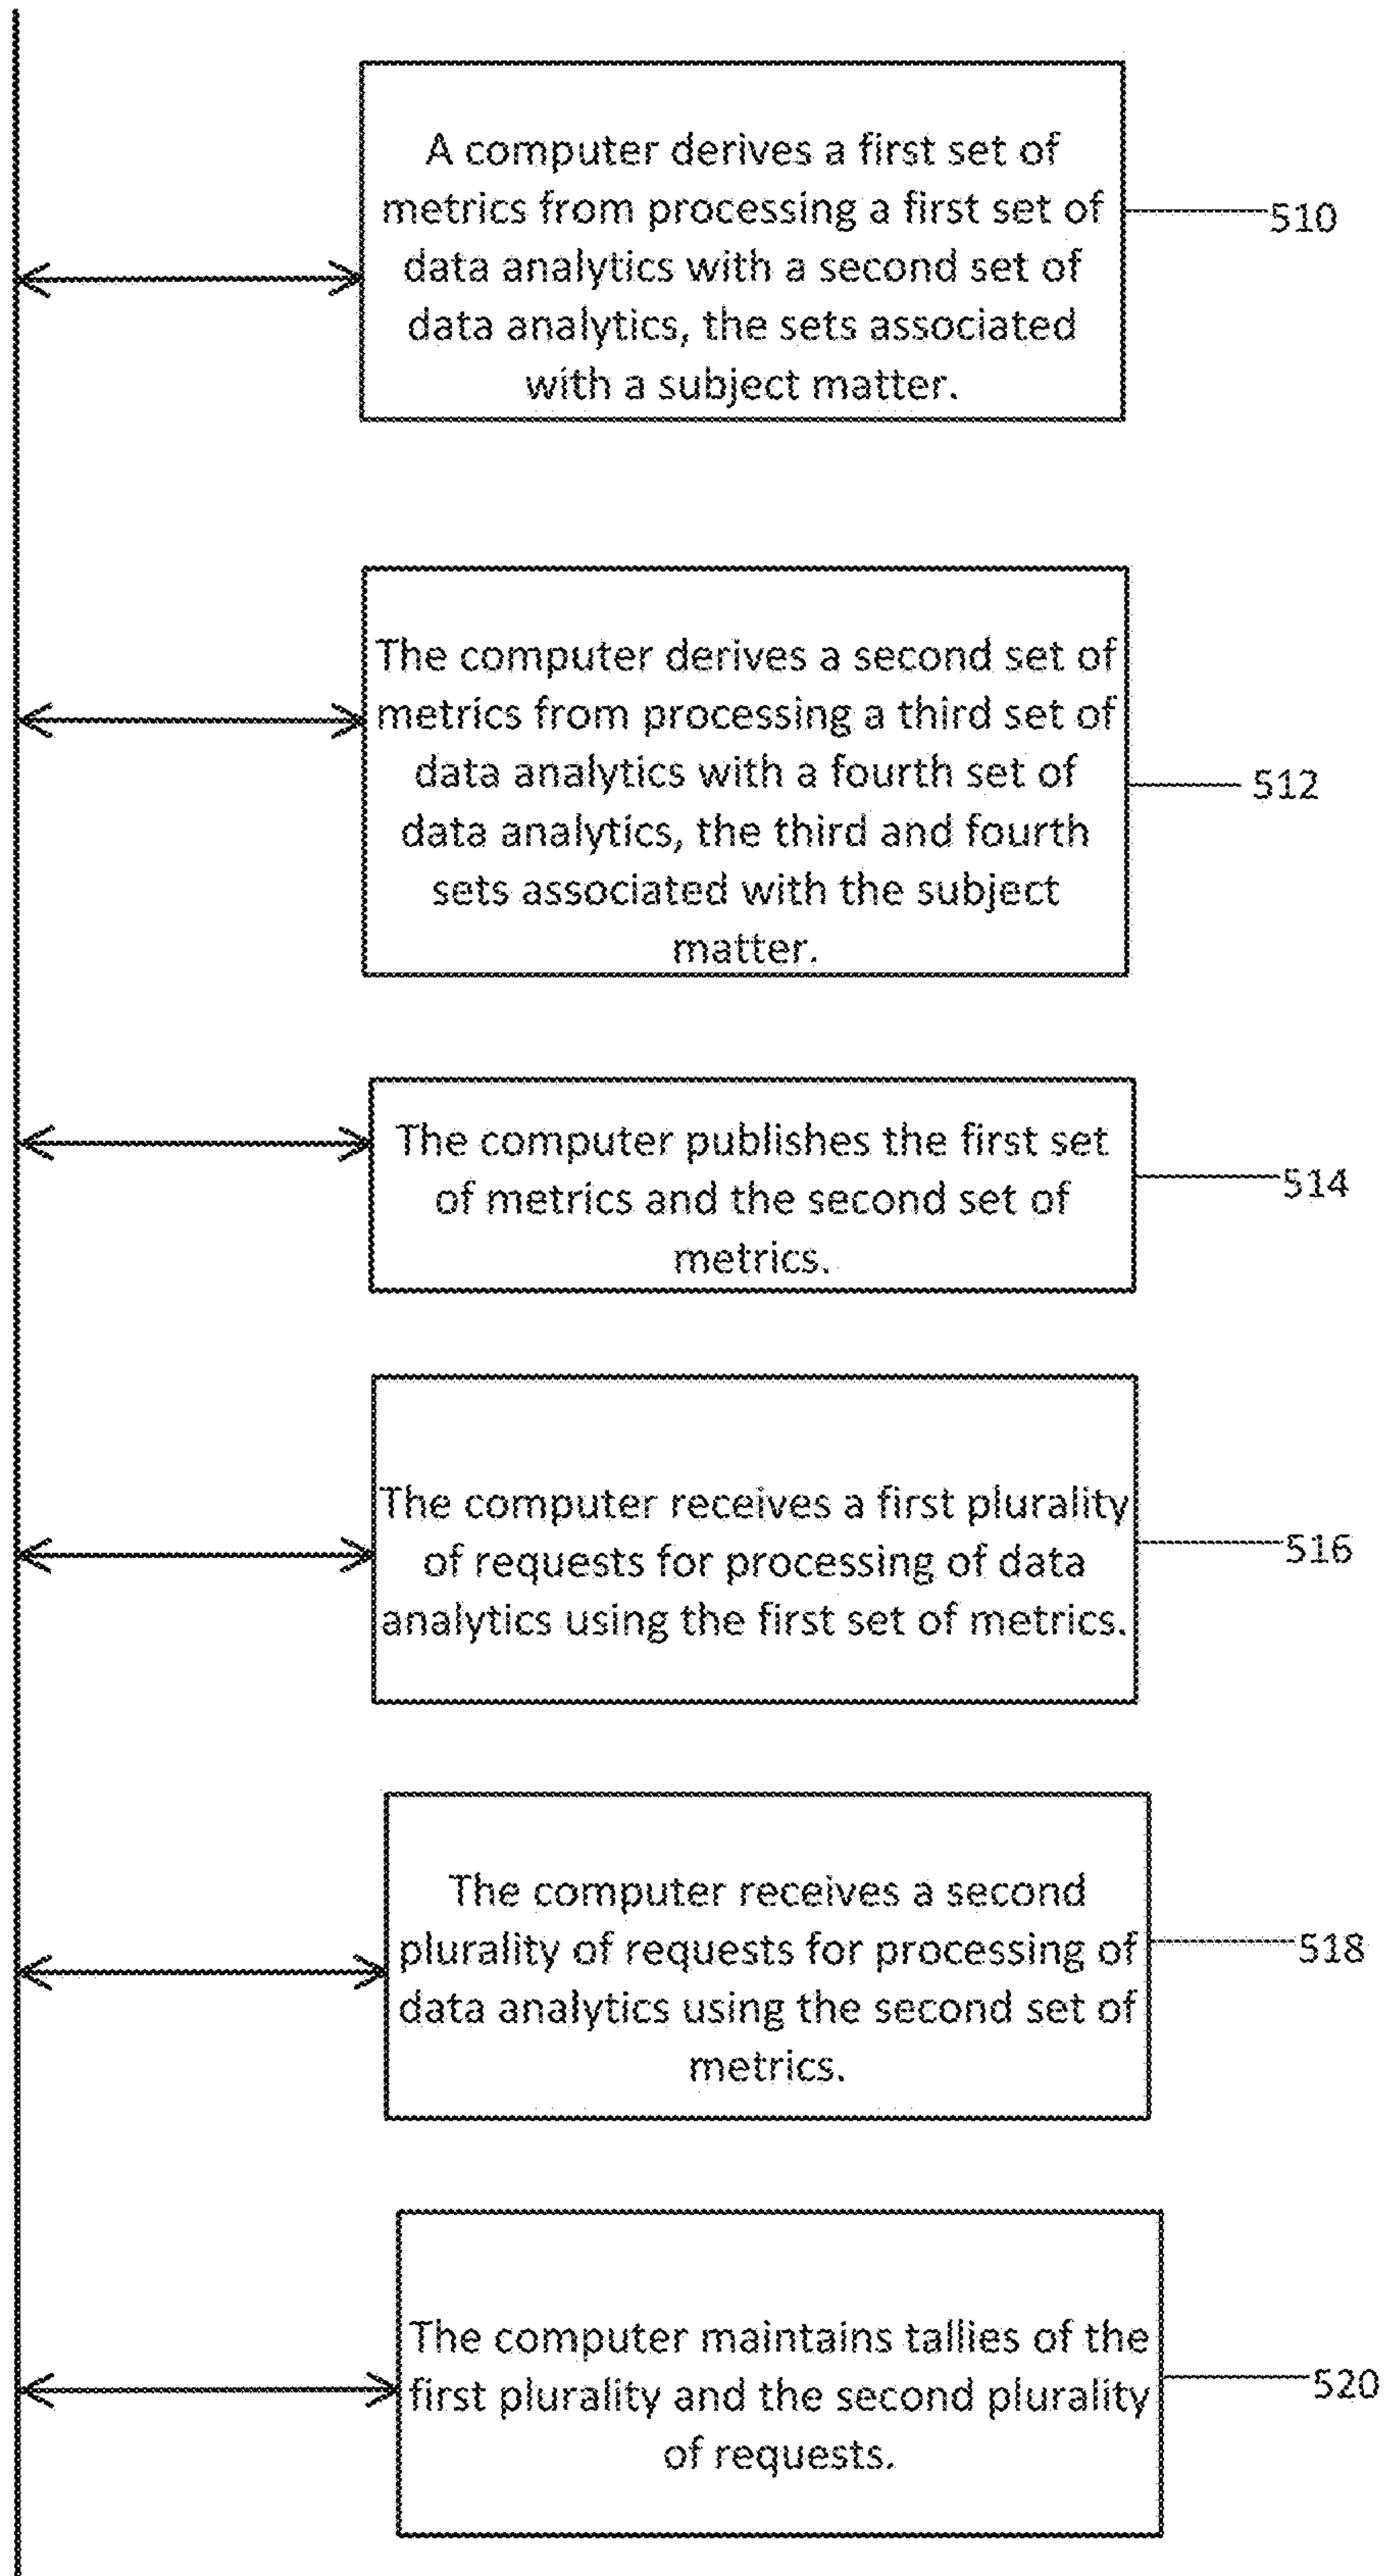 A computer derives a first set of
metrics from processing a first set of
data analytics with a second set of
data analytics, the sets associated
with a subject matter.
510
The computer derives a second set of
metrics from processing a third set of
data analytics with a fourth set of
data analytics, the third and fourth
sets associated with the subject
matter.
512
The computer publishes the first set
of metrics and the second set of
metrics.
514
The computer receives a first plurality
of requests for processing of data
analytics using the first set of metrics.
516
The computer receives a second
plurality of requests for processing of
data analytics using the second set of
metrics.
518
The computer maintains tallies of the
first plurality and the second plurality
of requests.
520